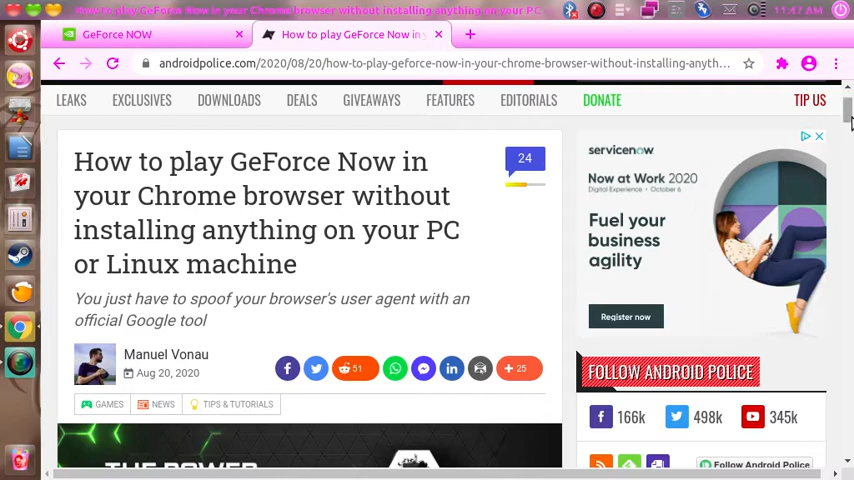 How to play GeForce Now in your Chrome browser without installing anything on your PC
11:47 AM
GeForce NOW
How to play GeForce Now in y
androidpolice.com/2020/08/20/how-to-play-geforce-now-in-your-chrome-browser-without-installing-anyth...
LEAKS EXCLUSIVES DOWNLOADS DEALS GIVEAWAYS FEATURES EDITORIALS DONATE TIP US
How to play GeForce Now in
your Chrome browser without
installing anything on your PC
or Linux machine
24
You just have to spoof your browser's user agent with an
official Google tool
Manuel Vonau
Aug 20, 2020
51
25
GAMES NEWS TIPS & TUTORIALS
THE POWER
servicenow.
Now at Work 2020
Digital Experience • October 6
Fuel your
business
agility
Register now
FOLLOW ANDROID POLICE
166k 498k 345k
Follow Android Police